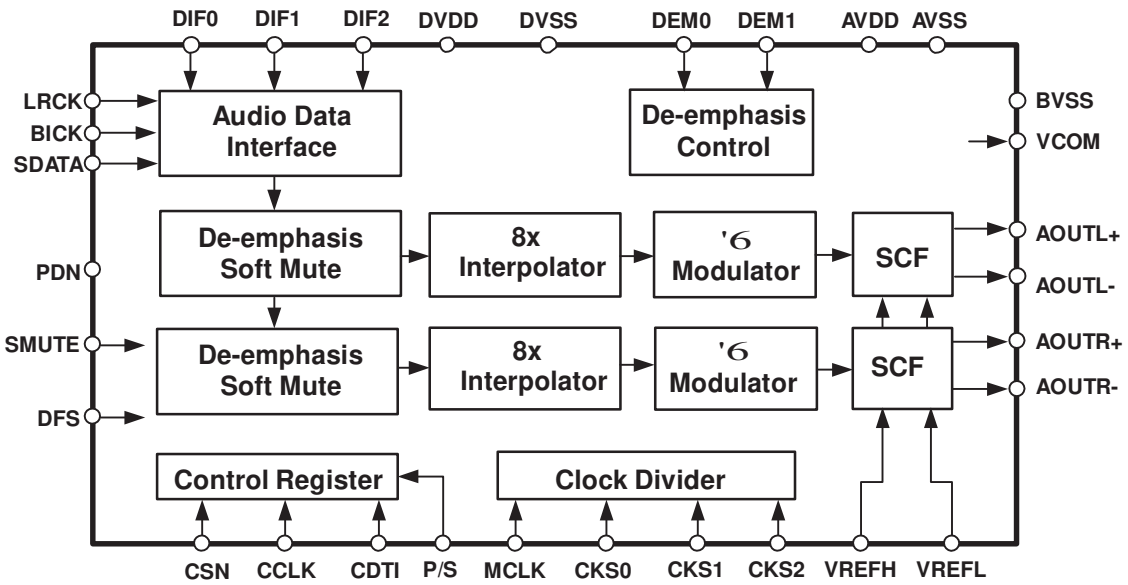 DIF0 DIF1 DIF2 DVDD DVSS DEM0 DEM1 AVDD AVSS
LRCK
BICK
SDATA
Audio Data
Interface
De-emphasis
Control
BVSS
VCOM
De-emphasis
Soft Mute
8x
Interpolator
'6
Modulator
SCF
AOUTL+
AOUTL-
PDN
SMUTE
De-emphasis
Soft Mute
8x
Interpolator
'6
Modulator
SCF
AOUTR+
AOUTR-
DFS
Control Register
Clock Divider
CSN CCLK CDTI P/S MCLK CKS0 CKS1 CKS2 VREFH VREFL